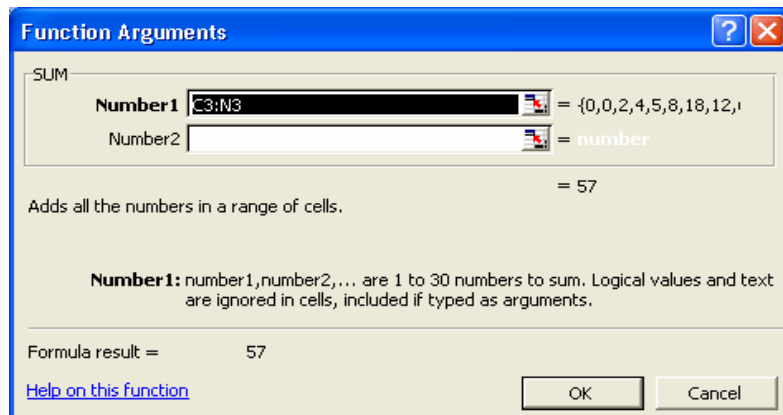 Function Arguments
SUM
Number1 C3:N3 = {0,0,2,4,5,8,18,12,
Number2 = number
= 57
Adds all the numbers in a range of cells.
Number1: number1,number2,... are 1 to 30 numbers to sum. Logical values and text
are ignored in cells, included if typed as arguments.
Formula result = 57
Help on this function OK Cancel